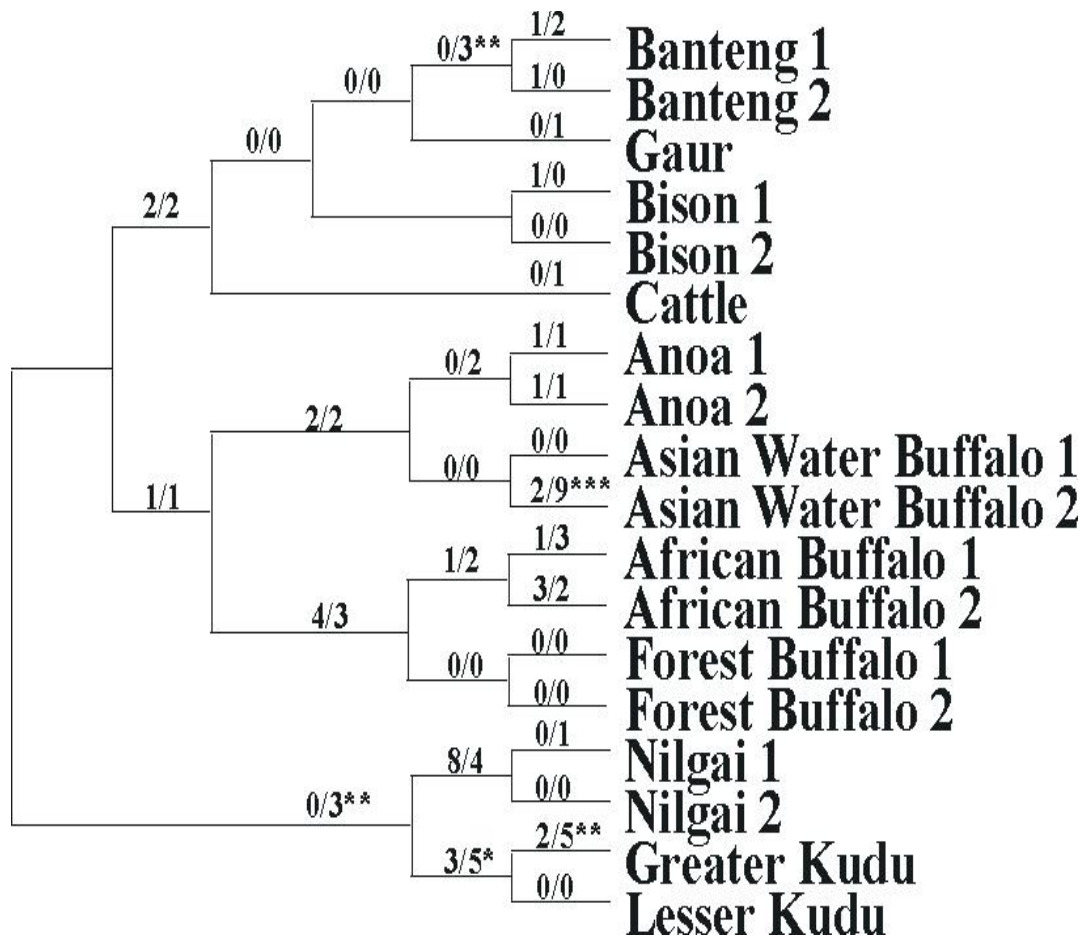 1/2
0/3**
Banteng 1
1/0
0/0
Banteng 2
0/1
0/0
Gaur
1/0
Bison 1
2/2
0/0
Bison 2
0/1
Cattle
1/1
0/2
Anoa 1
1/1
Anoa 2
2/2
0/0
Asian Water Buffalo 1
0/0
2/9***
1/1
Asian Water Buffalo 2
1/3
1/2
African Buffalo 1
3/2
African Buffalo 2
4/3
0/0
Forest Buffalo 1
0/0
0/0
Forest Buffalo 2
0/1
8/4
Nilgai 1
0/0
0/3**
Nilgai 2
2/5**
3/5*
Greater Kudu
0/0
Lesser Kudu